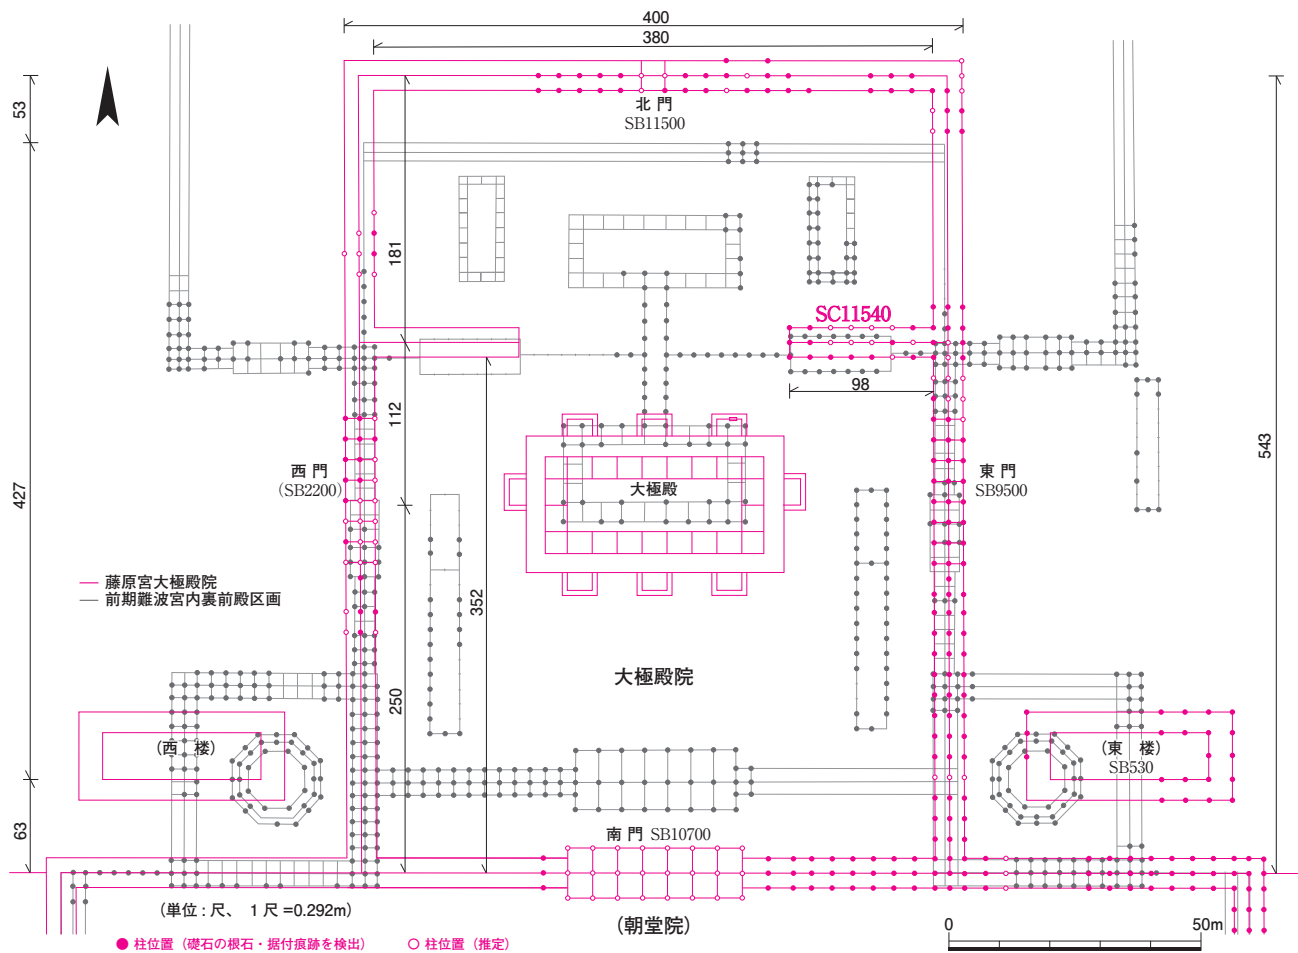 400
380
53
北 門
SB11500
181
SC11540
98
112
543
西 門
(SB2200)
大極殿
東 門
SB9500
427
藤原宮大極殿院
前期難波宮内裏前殿区画
352
大極殿院
250
(西 楼)
(東 楼)
SB530
63
南 門 SB10700
(単位 : 尺、 1 尺 =0.292m)
(朝堂院)
0 50m
柱位置（礎石の根石・据付痕跡を検出） 柱位置（推定）